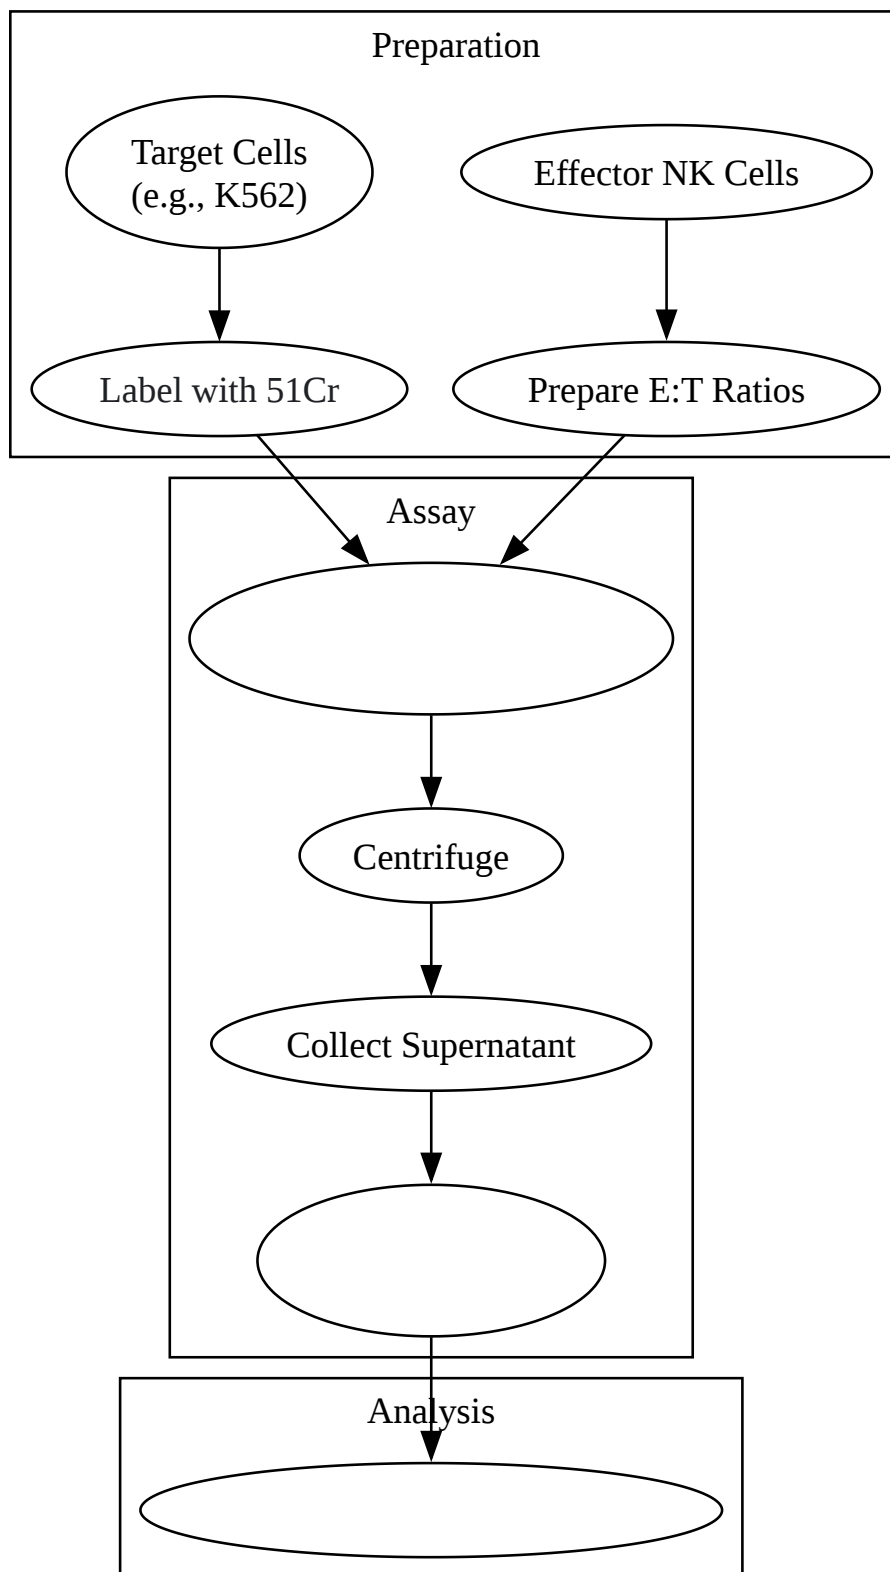 Preparation
Target Cells
(e.g., K562)
Effector NK Cells
Label with 51Cr
Prepare E:T Ratios
Assay
Centrifuge
Collect Supernatant
Analysis